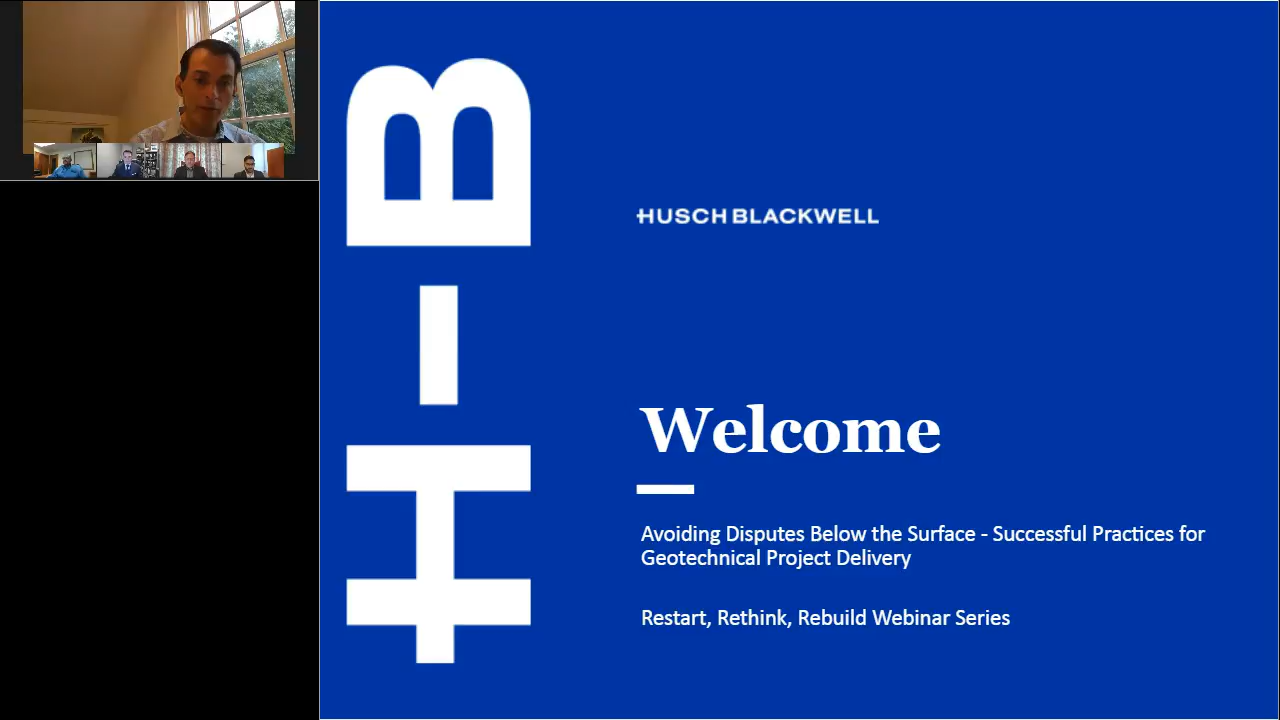 H-B
HUSCH BLACKWELL
Welcome
Avoiding Disputes Below the Surface - Successful Practices for
Geotechnical Project Delivery
Restart, Rethink, Rebuild Webinar Series